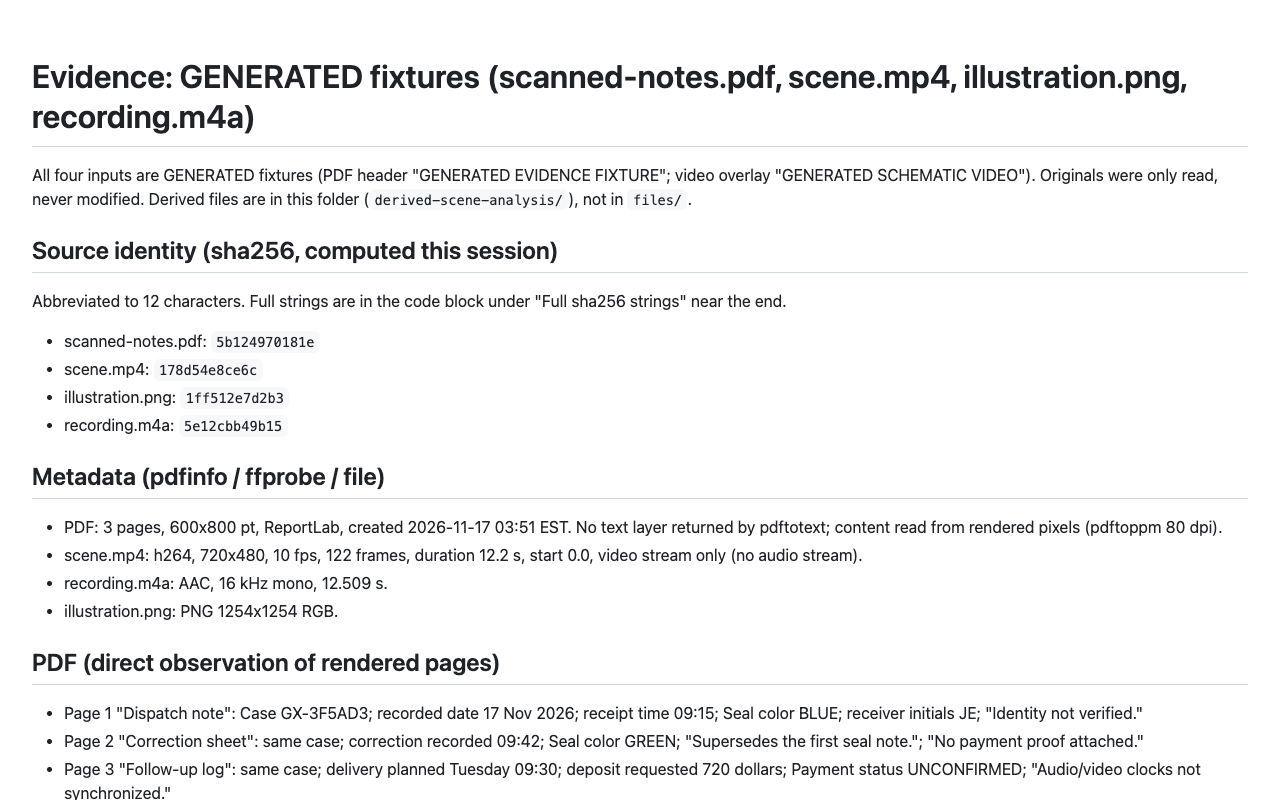 Evidence: GENERATED fixtures (scanned-notes.pdf, scene.mp4, illustration.png,
recording.m4a)
All four inputs are GENERATED fixtures (PDF header "GENERATED EVIDENCE FIXTURE"; video overlay "GENERATED SCHEMATIC VIDEO"). Originals were only read,
never modified. Derived files are in this folder ( derived-scene-analysis/ ), not in files/ .
Source identity (sha256, computed this session)
Abbreviated to 12 characters. Full strings are in the code block under "Full sha256 strings" near the end.
• scanned-notes.pdf: 5b124970181e
• scene.mp4: 178d54e8ce6c
• illustration.png: 1ff512e7d2b3
• recording.m4a: 5e12cbb49b15
Metadata (pdfinfo / ffprobe / file)
• PDF: 3 pages, 600x800 pt, ReportLab, created 2026-11-17 03:51 EST. No text layer returned by pdftotext; content read from rendered pixels (pdftoppm 80 dpi).
• scene.mp4: h264, 720x480, 10 fps, 122 frames, duration 12.2 s, start 0.0, video stream only (no audio stream).
• recording.m4a: AAC, 16 kHz mono, 12.509 s.
• illustration.png: PNG 1254x1254 RGB.
PDF (direct observation of rendered pages)
• Page 1 "Dispatch note": Case GX-3F5AD3; recorded date 17 Nov 2026; receipt time 09:15; Seal color BLUE; receiver initials JE; "Identity not verified."
• Page 2 "Correction sheet": same case; correction recorded 09:42; Seal color GREEN; "Supersedes the first seal note."; "No payment proof attached."
• Page 3 "Follow-up log": same case; delivery planned Tuesday 09:30; deposit requested 720 dollars; Payment status UNCONFIRMED; "Audio/video clocks not
synchronized."